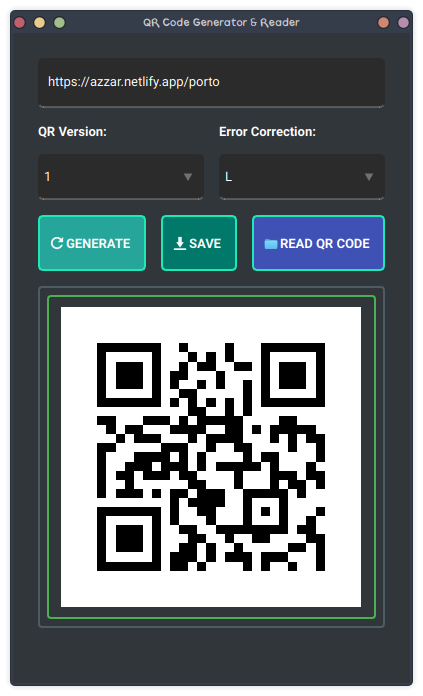 QR Code Generator & Reader
https://azzar.netlify.app/porto
QR Version: Error Correction:
1 L
GENERATE SAVE READ QR CODE